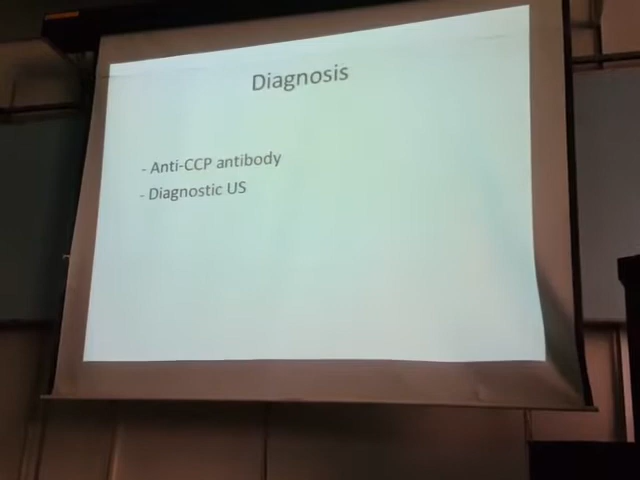 Diagnosis
- Anti-CCP antibody
- Diagnostic US